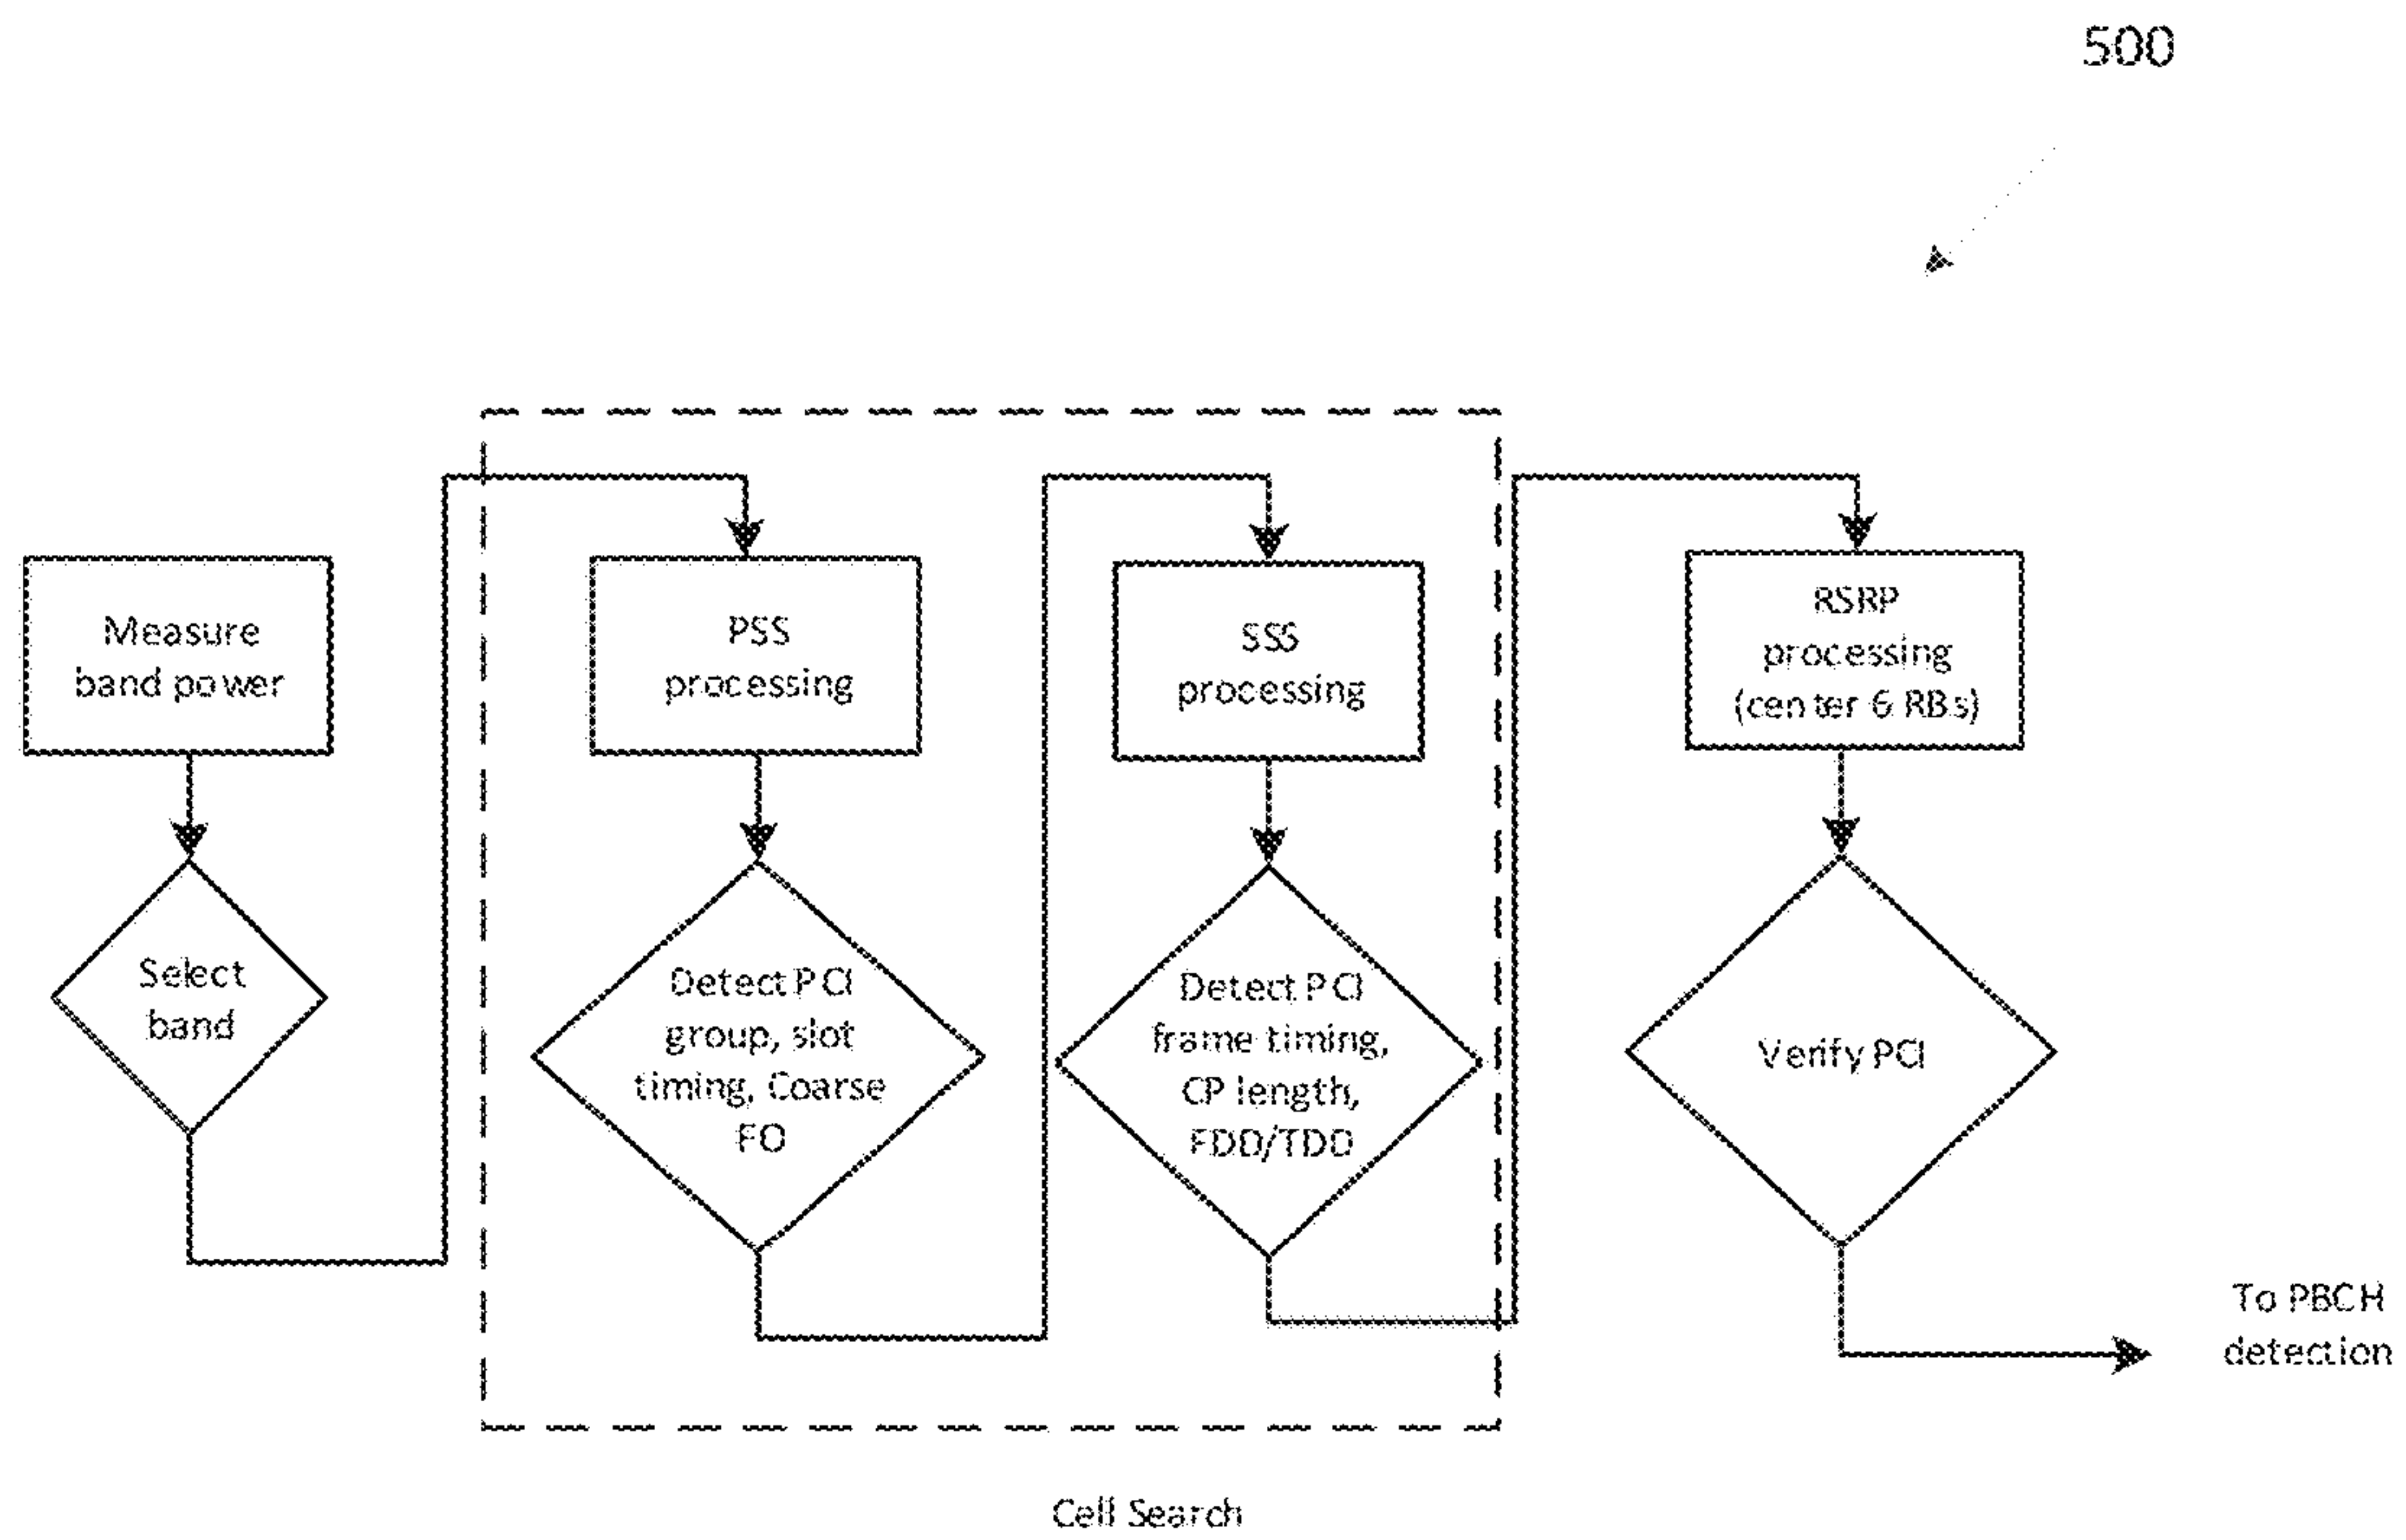 500
Measure
band power
Select
band
PSS
processing
Detect PCI
group, slot
timing, Coarse
FO
SSS
processing
Detect PCI
frame timing,
CP length,
FDD/TDD
RSRP
processing
(center 6 RBs)
Verify PCI
To PBCH
detection
Cell Search